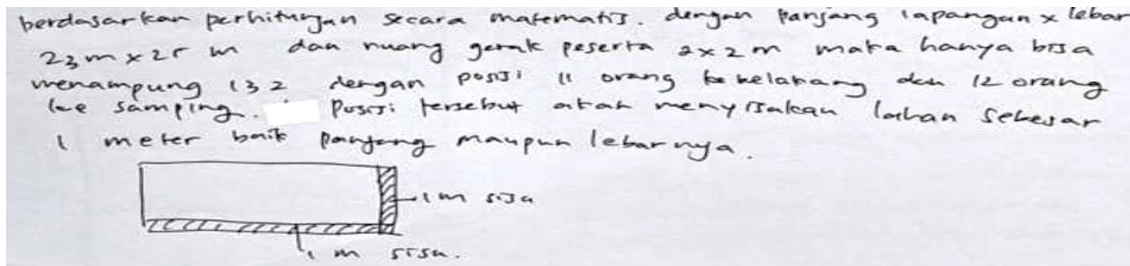 berdasarkan perhitungan secara matematis. dengan panjang lapangan x lebar
23 m x 25 m dan ruang gerak peserta 2 x 2 m maka hanya bisa
menampung 132 dengan posisi 11 orang ke belakang dan 12 orang
ke samping. Posisi tersebut akan menyisakan lahan sebesar
1 meter baik panjang maupun lebarnya.
1 m sisa
1 m sisa.